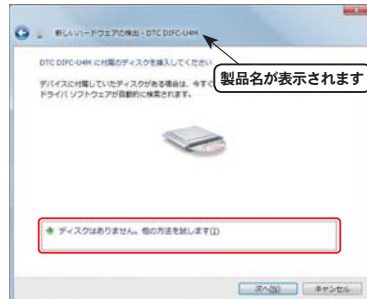 新しいハードウェアの検出 - DTC DIFC-U4M
DTC DIFC-U4M に付属のディスクを挿入してください
デバイスに付属していたディスクがある場合は、今すぐ
製品名が表示されます
ドライバ ソフトウェアが自動的に検索されます。
ディスクはありません。他の方法を試します(I)
次へ(N)
キャンセル